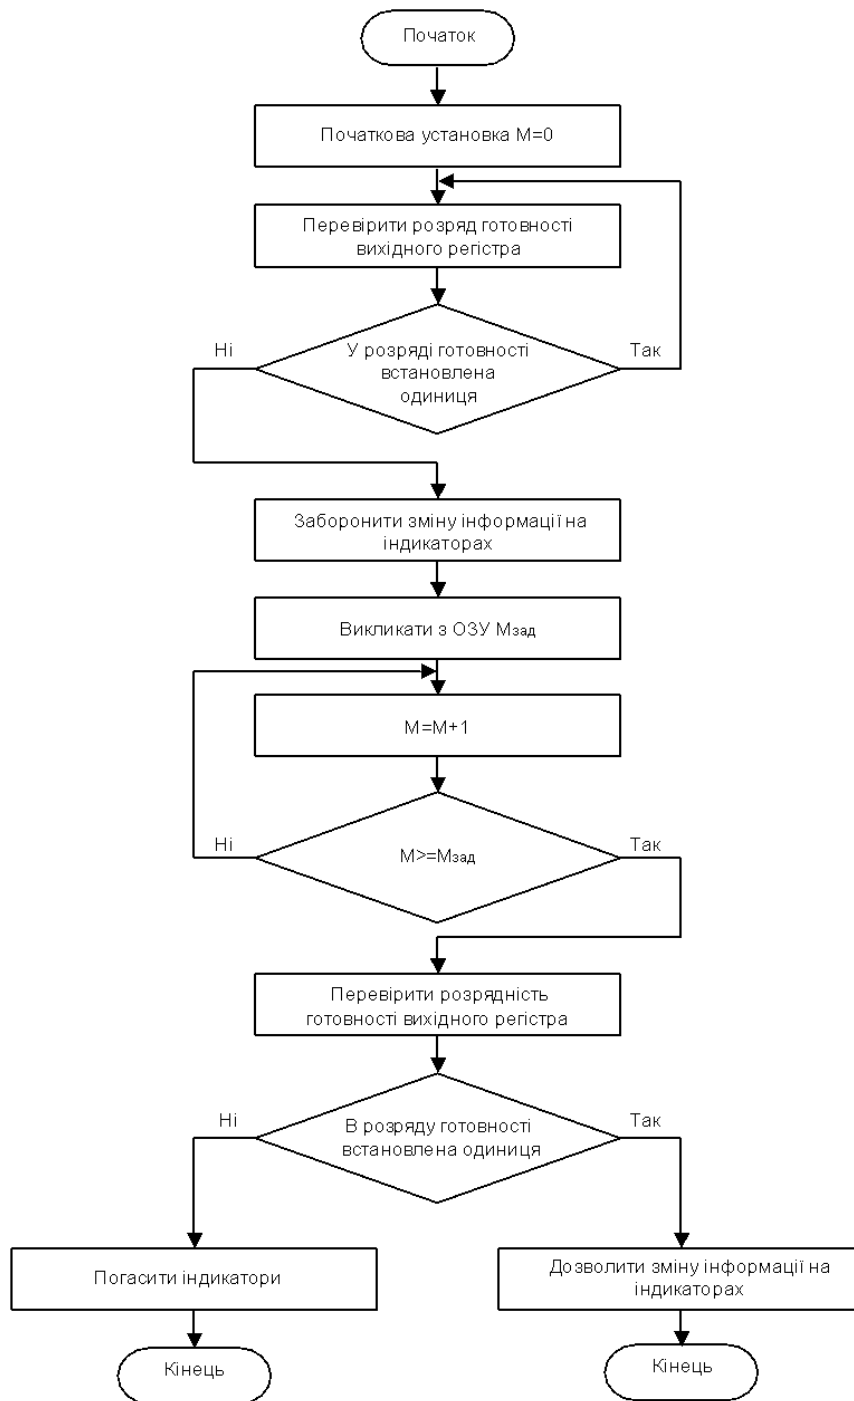 Початок
Початкова установка М=0
Перевірити розряд готовності
вихідного регістра
Ні
Так
У розряді готовності
встановлена
одиниця
Заборонити зміну інформації на
індикаторах
Викликати з ОЗУ Мзад
М=М+1
Ні
Так
М>=Мзад
Перевірити розрядність
готовності вихідного регістра
Ні
Так
В розряду готовності
встановлена одиниця
Погасити індикатори
Дозволити зміну інформації на
індикаторах
Кінець
Кінець